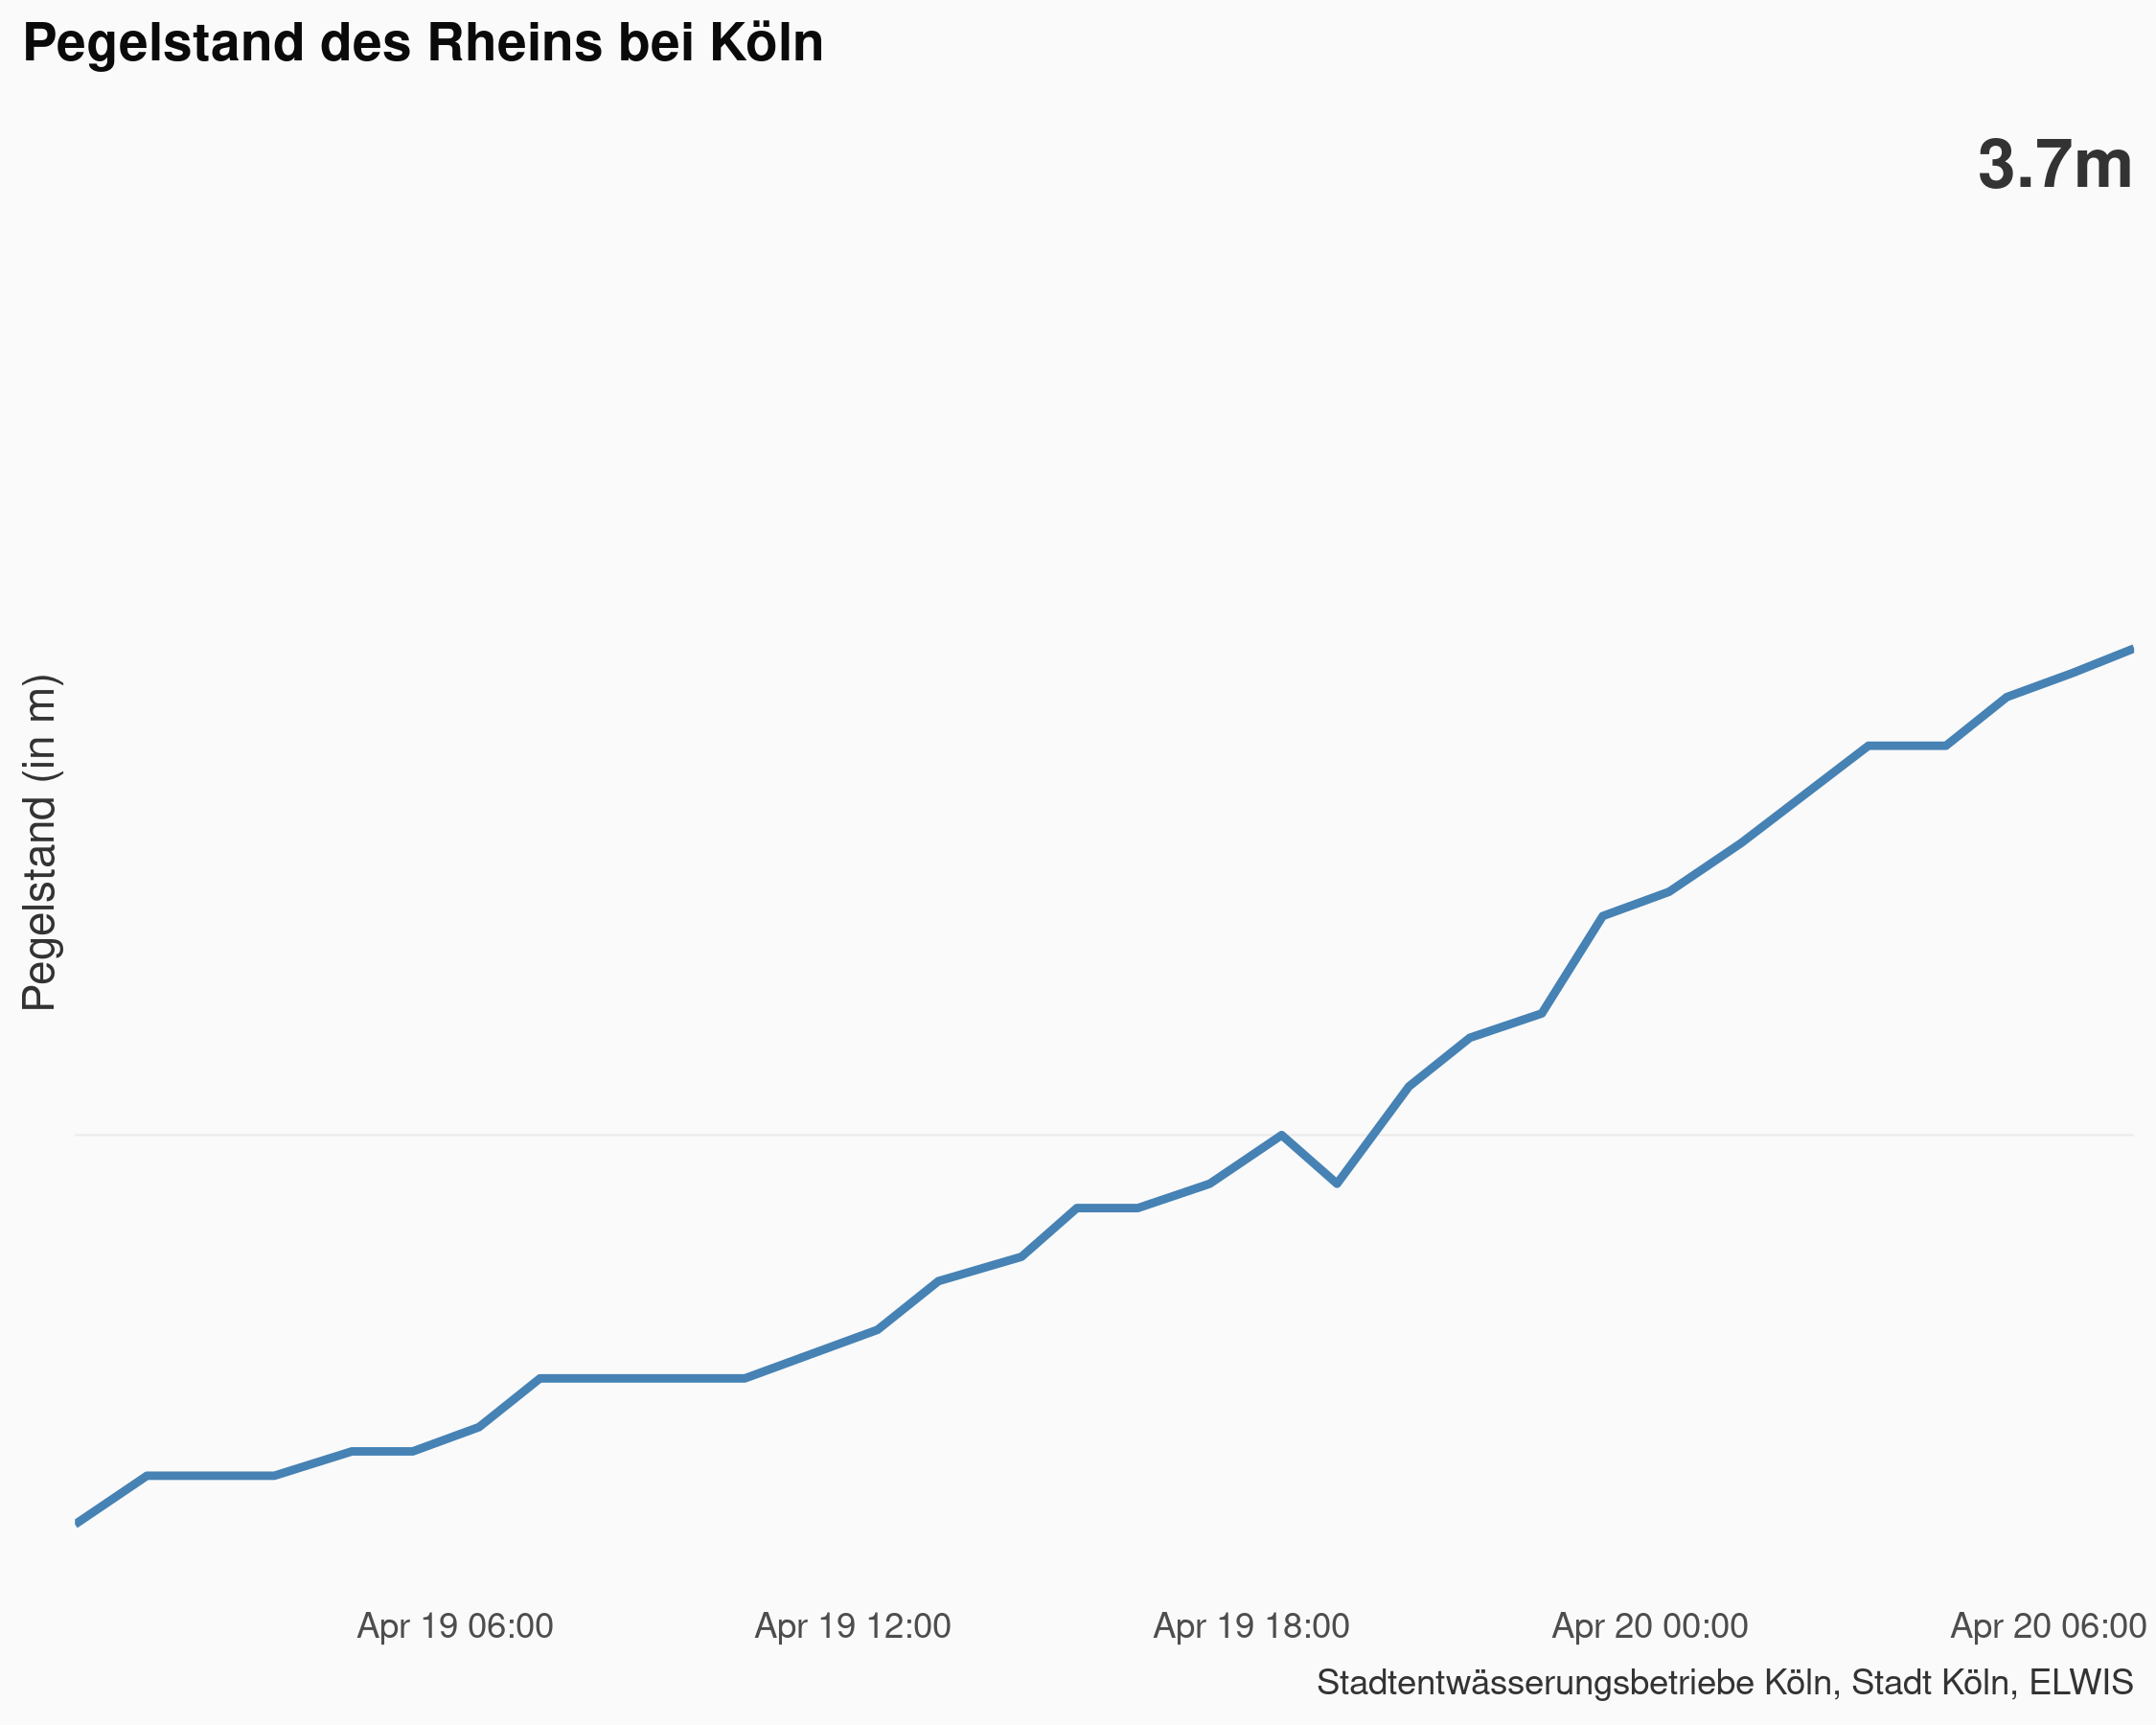 Pegelstand des Rheins bei Köln
3.7m
Pegelstand (in m)
Apr 19 06:00
Apr 19 12:00
Apr 19 18:00
Apr 20 00:00
Apr 20 06:00
Stadtentwässerungsbetriebe Köln, Stadt Köln, ELWIS